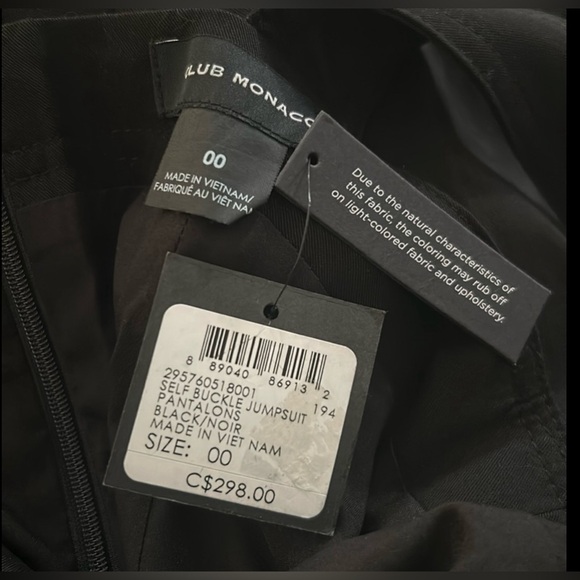 CLUB MONACO
00
MADE IN VIETNAM/
FABRIQUÉ AU VIET NAM
Due to the natural characteristics of
this fabric, the coloring may rub off
on light-colored fabric and upholstery.
8 89040 86913 2
295760518001 194
SELF BUCKLE JUMPSUIT
PANTALONS
BLACK/NOIR
MADE IN VIET NAM
SIZE: 00
C$298.00